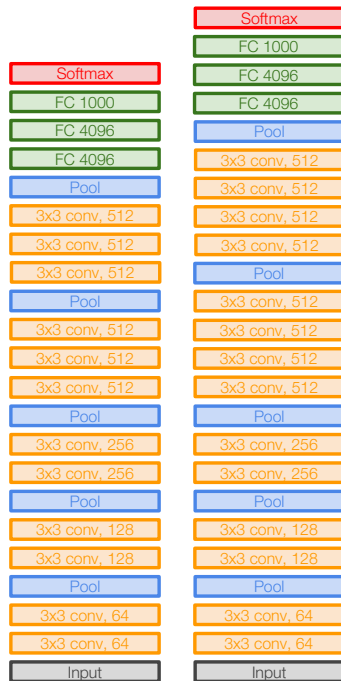 Softmax
FC 1000
FC 4096
FC 4096
Pool
3x3 conv, 512
3x3 conv, 512
3x3 conv, 512
Pool
3x3 conv, 512
3x3 conv, 512
3x3 conv, 512
Pool
3x3 conv, 256
3x3 conv, 256
Pool
3x3 conv, 128
3x3 conv, 128
Pool
3x3 conv, 64
3x3 conv, 64
Input
Softmax
FC 1000
FC 4096
FC 4096
Pool
3x3 conv, 512
3x3 conv, 512
3x3 conv, 512
3x3 conv, 512
Pool
3x3 conv, 512
3x3 conv, 512
3x3 conv, 512
3x3 conv, 512
Pool
3x3 conv, 256
3x3 conv, 256
Pool
3x3 conv, 128
3x3 conv, 128
Pool
3x3 conv, 64
3x3 conv, 64
Input